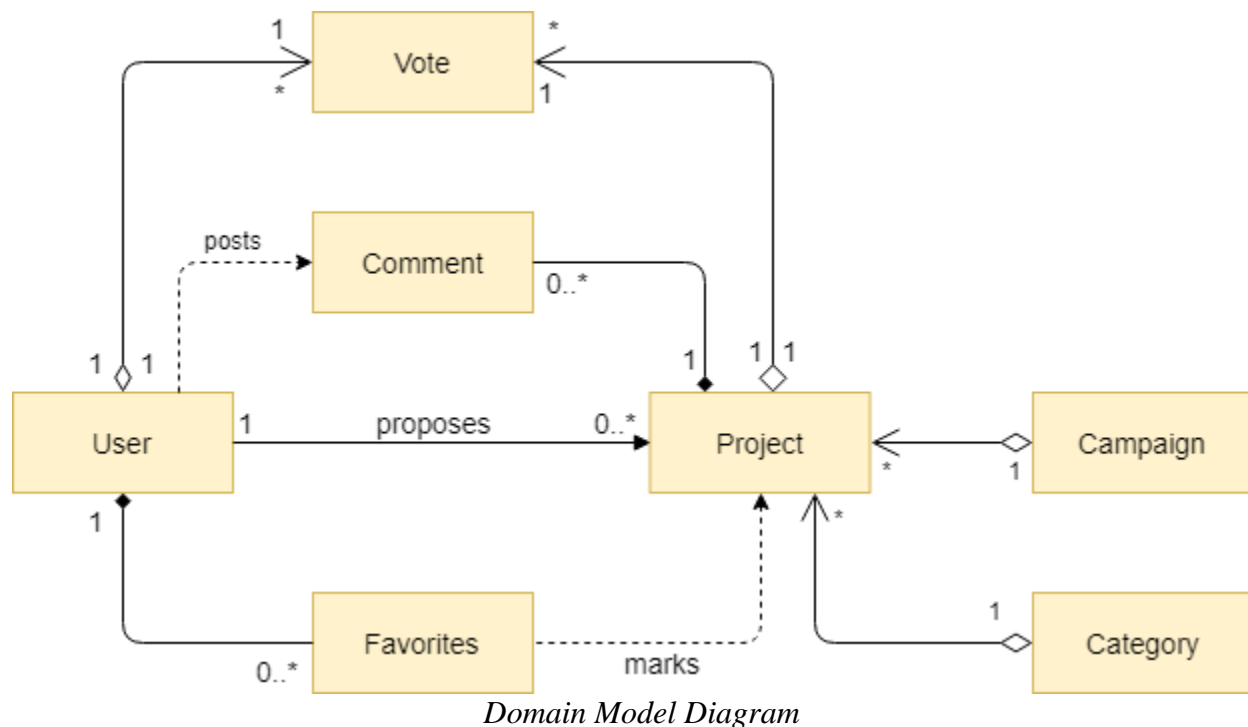 1
*
Vote
*
1
posts
Comment
0..*
1
1
1
1
1
User
1
proposes
0..*
Project
*
1
Campaign
1
*
1
Favorites
0..*
marks
Category
Domain Model Diagram